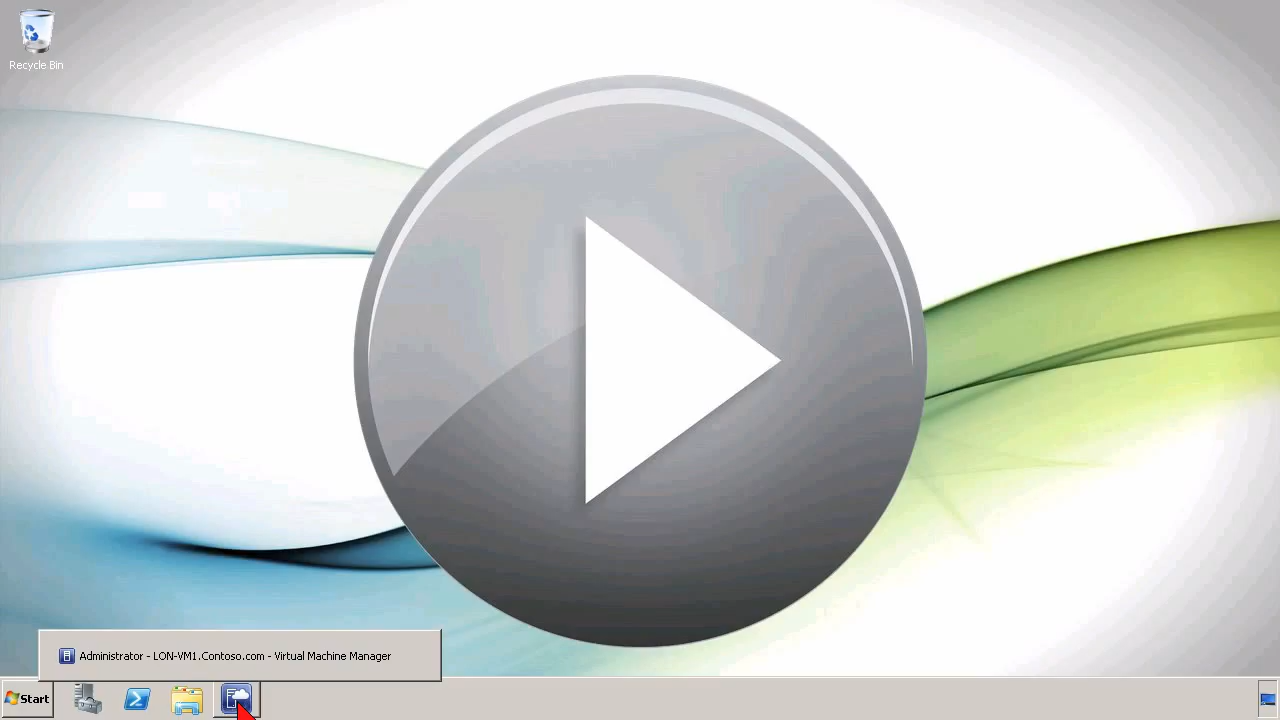 Recycle Bin
Administrator - LON-VM1.Contoso.com - Virtual Machine Manager
Start